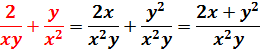 2/(xy) + y/x² = 2x/(x²y) + y²/(x²y) = (2x + y²)/(x²y)